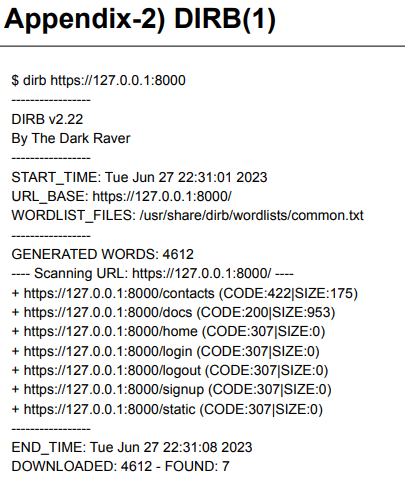 Appendix-2) DIRB(1)
$ dirb https://127.0.0.1:8000
-----------------
DIRB v2.22
By The Dark Raver
-----------------
START_TIME: Tue Jun 27 22:31:01 2023
URL_BASE: https://127.0.0.1:8000/
WORDLIST_FILES: /usr/share/dirb/wordlists/common.txt
-----------------
GENERATED WORDS: 4612
---- Scanning URL: https://127.0.0.1:8000/ ----
+ https://127.0.0.1:8000/contacts (CODE:422|SIZE:175)
+ https://127.0.0.1:8000/docs (CODE:200|SIZE:953)
+ https://127.0.0.1:8000/home (CODE:307|SIZE:0)
+ https://127.0.0.1:8000/login (CODE:307|SIZE:0)
+ https://127.0.0.1:8000/logout (CODE:307|SIZE:0)
+ https://127.0.0.1:8000/signup (CODE:307|SIZE:0)
+ https://127.0.0.1:8000/static (CODE:307|SIZE:0)
-----------------
END_TIME: Tue Jun 27 22:31:08 2023
DOWNLOADED: 4612 - FOUND: 7